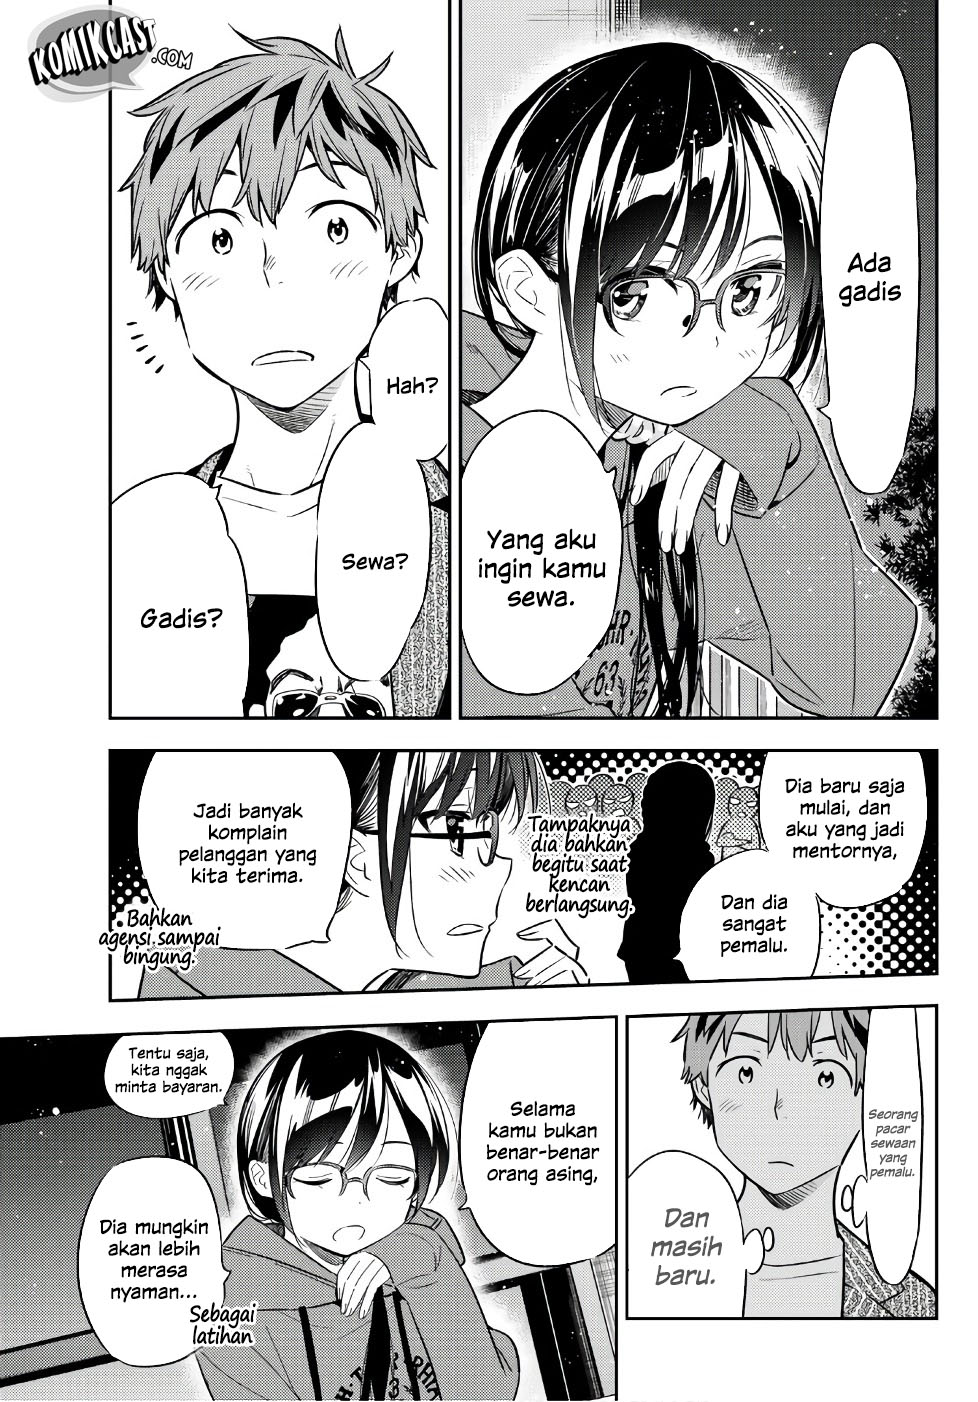 KOMIKCAST
.COM
Ada
gadis
Yang aku
ingin kamu
sewa.
Hah?
Sewa?
Gadis?
63
Dia baru saja
mulai, dan
aku yang jadi
mentornya,
Dan dia
sangat
pemalu.
Tampaknya
dia bahkan
begitu saat
kencan
berlangsung.
Jadi banyak
komplain
pelanggan yang
kita terima.
Bahkan
agensi sampai
bingung.
Seorang
pacar
sewaan
yang
pemalu.
Dan
masih
baru.
Selama
kamu bukan
benar-benar
orang asing,
Tentu saja,
kita nggak
minta bayaran.
Dia mungkin
akan lebih
merasa
nyaman...
Sebagai
latihan